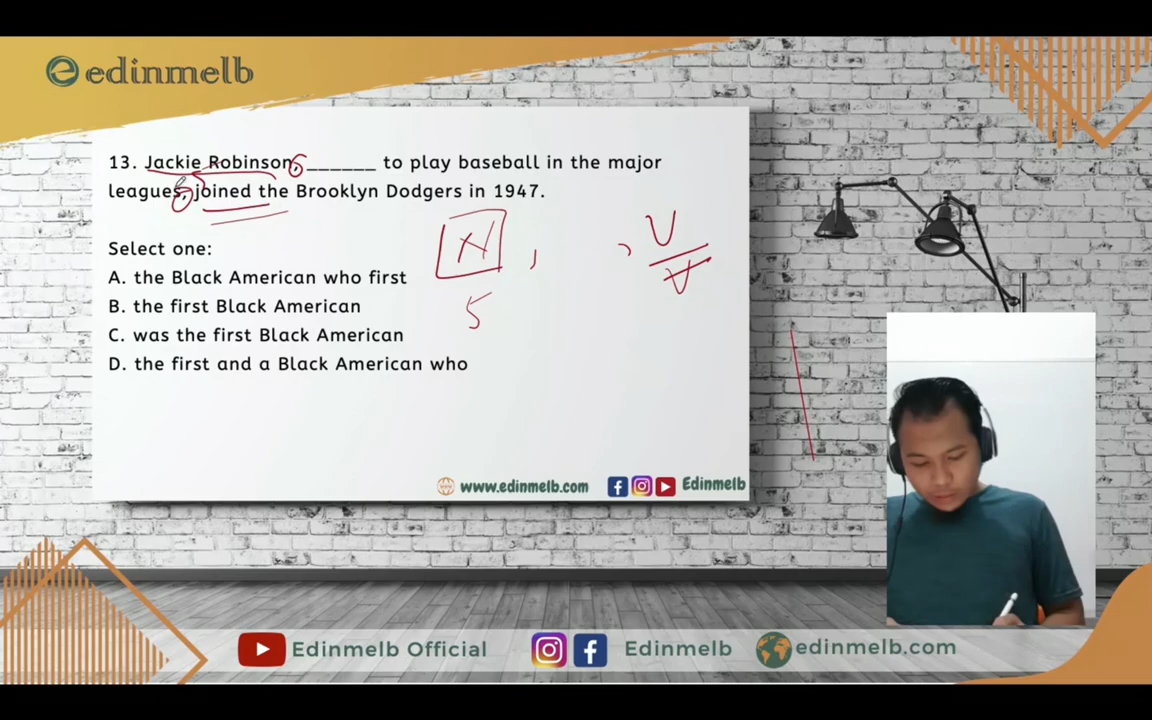 edinmelb
13. Jackie Robinson, ______ to play baseball in the major
leagues, joined the Brooklyn Dodgers in 1947.
Select one:
A. the Black American who first
B. the first Black American
C. was the first Black American
D. the first and a Black American who
N , , V
S V
www.edinmelb.com Edinmelb
Edinmelb Official Edinmelb edinmelb.com